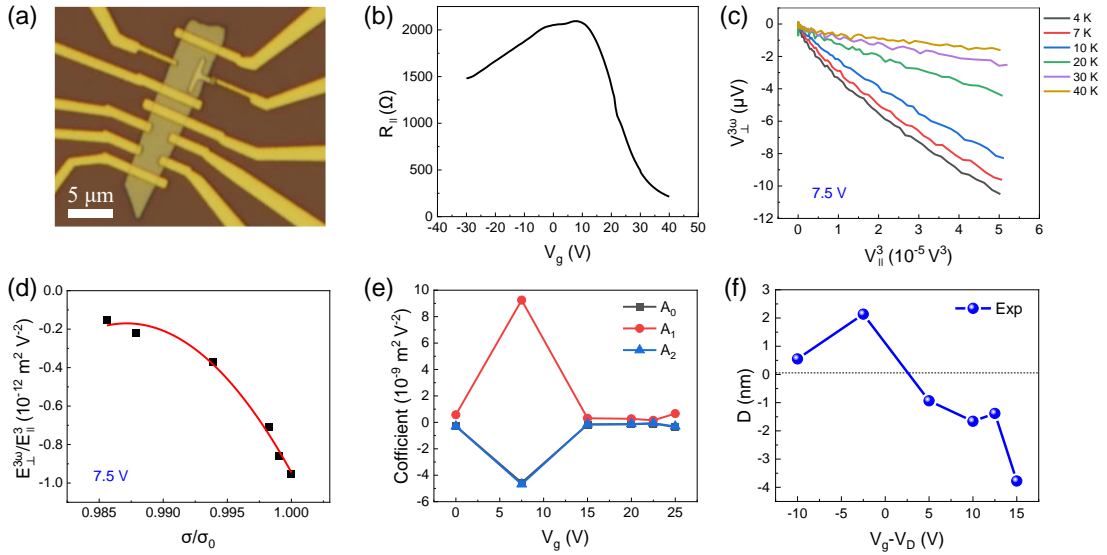 (a)
5 μm
(b)
2000
1500
1000
500
0
R||(Ω)
-40 -30 -20 -10 0 10 20 30 40 50
Vg (V)
(c)
0
-2
-4
-6
-8
-10
-12
V⊥3ω (μV)
7.5 V
4 K
7 K
10 K
20 K
30 K
40 K
0 1 2 3 4 5 6
V||3 (10-5 V3)
(d)
0.0
-0.2
-0.4
-0.6
-0.8
-1.0
E⊥3ω/E||3 (10-12 m2 V-2)
7.5 V
0.985 0.990 0.995 1.000
σ/σ0
(e)
10
8
6
4
2
0
-2
-4
-6
Cofficient (10-9 m2 V-2)
A0
A1
A2
0 5 10 15 20 25
Vg (V)
(f)
3
2
1
0
-1
-2
-3
-4
D (nm)
Exp
-10 -5 0 5 10 15
Vg-VD (V)